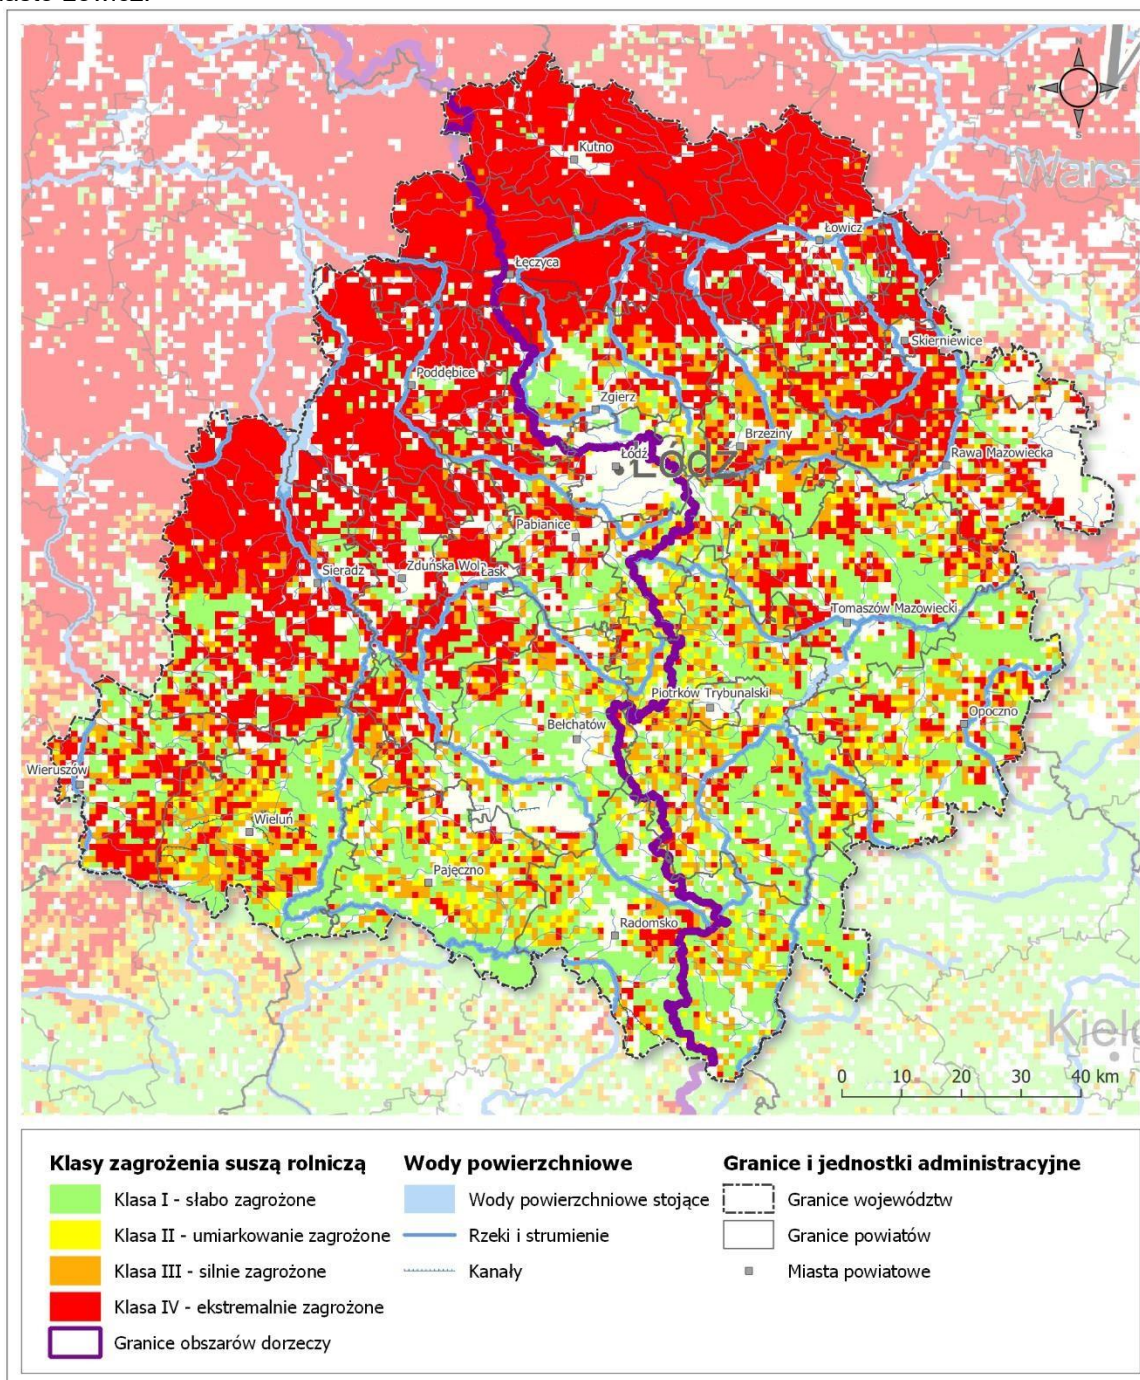 N
W E
S
Warsz
Kutno
Łowicz
Łęczyca
Skierniewice
Poddębice
Zgierz
Brzeziny
Łódź
Łódź
Rawa Mazowiecka
Pabianice
Sieradz
Zduńska Wola
Łask
Tomaszów Mazowiecki
Piotrków Trybunalski
Opoczno
Bełchatów
Wieruszów
Wieluń
Pajęczno
Radomsko
Kielc
0 10 20 30 40 km
Klasy zagrożenia suszą rolniczą
Klasa I - słabo zagrożone
Klasa II - umiarkowanie zagrożone
Klasa III - silnie zagrożone
Klasa IV - ekstremalnie zagrożone
Granice obszarów dorzeczy
Wody powierzchniowe
Wody powierzchniowe stojące
Rzeki i strumienie
Kanały
Granice i jednostki administracyjne
Granice województw
Granice powiatów
Miasta powiatowe